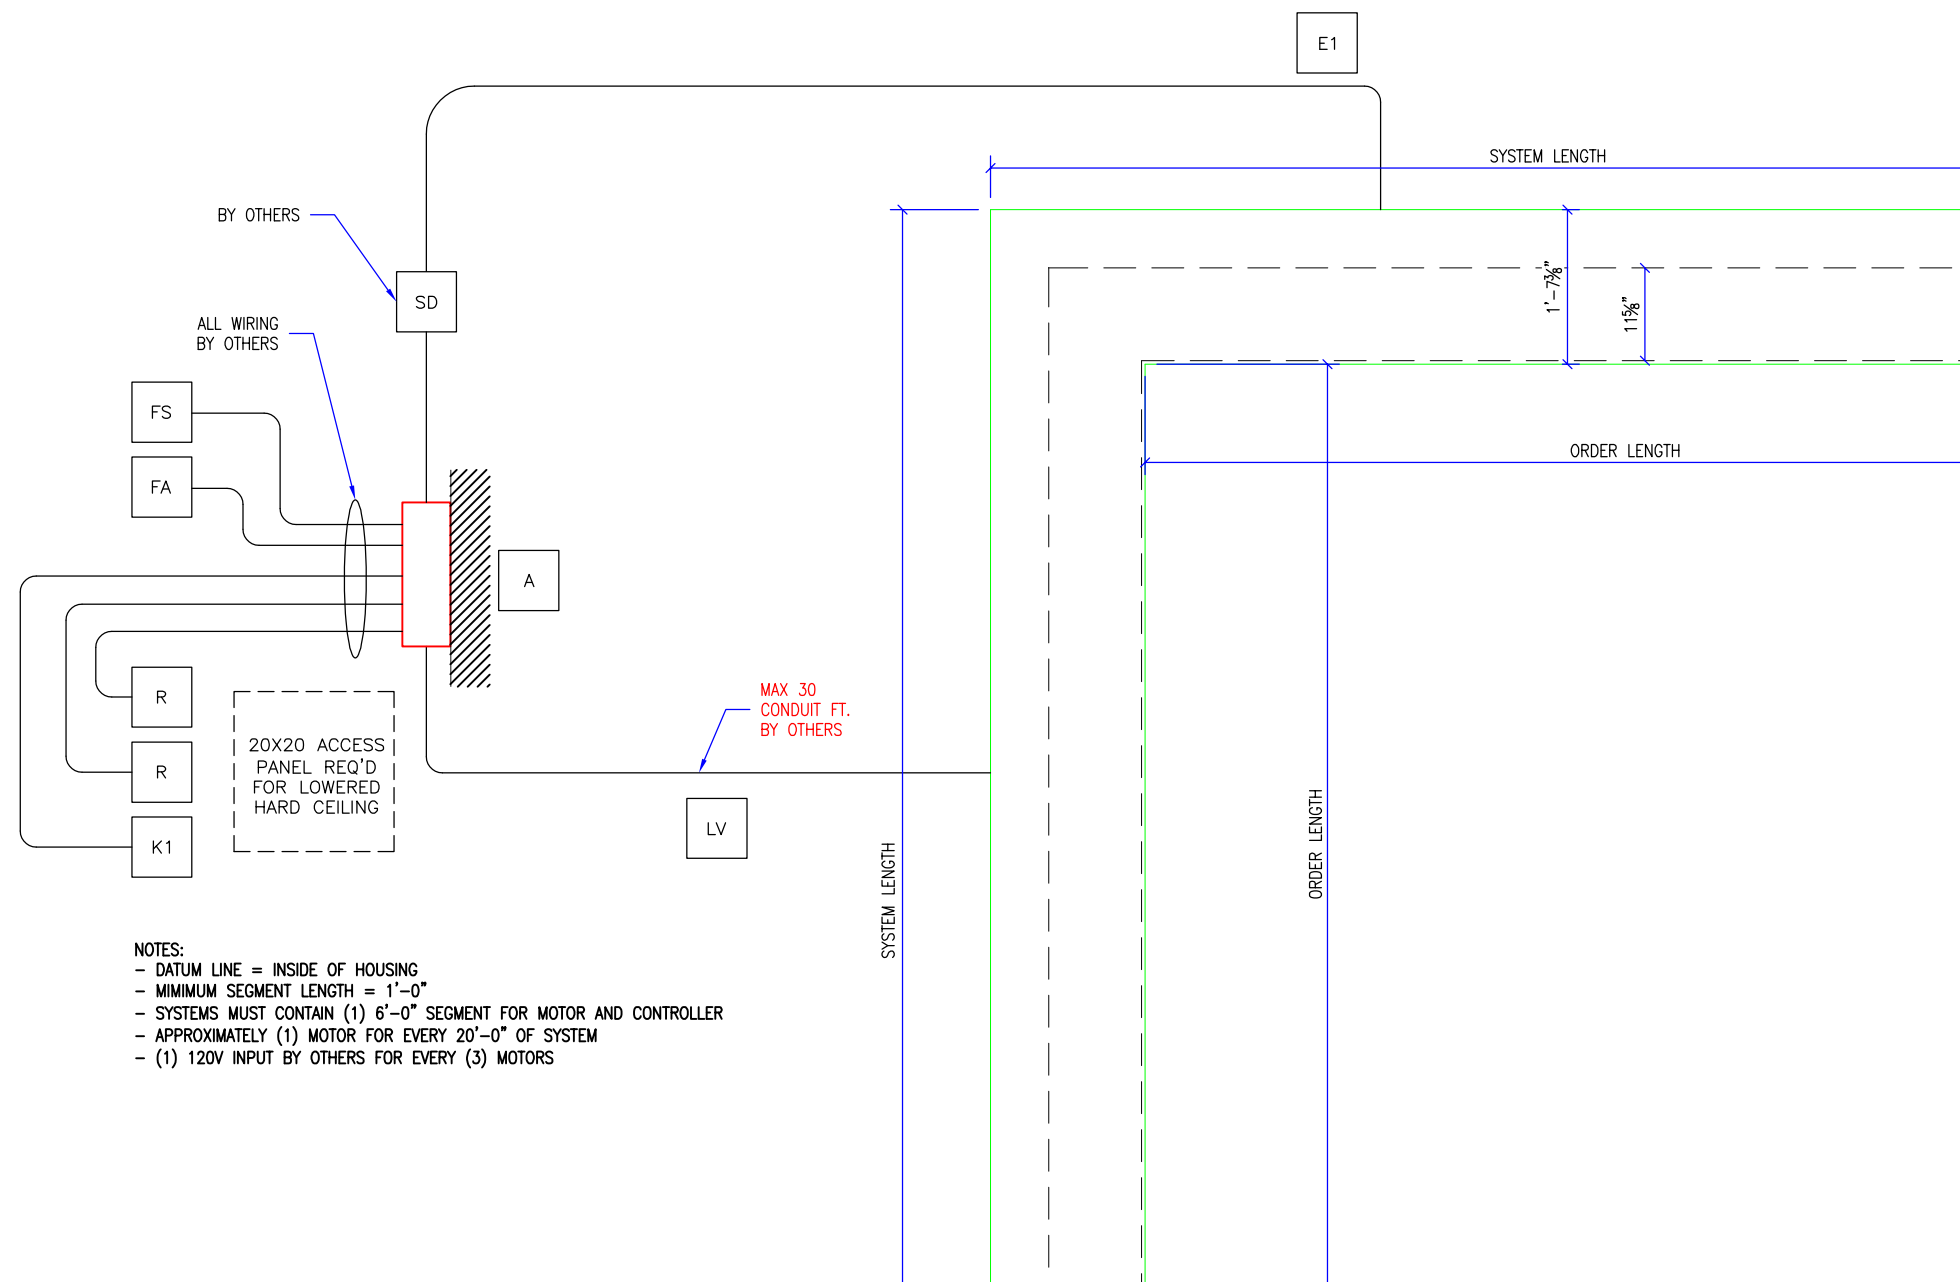 E1
SYSTEM LENGTH
BY OTHERS
1'-7⅜"
11⅝"
SD
ALL WIRING
BY OTHERS
FS
FA
ORDER LENGTH
A
R
MAX 30
CONDUIT FT.
BY OTHERS
R
20X20 ACCESS
PANEL REQ'D
FOR LOWERED
HARD CEILING
K1
LV
SYSTEM LENGTH
ORDER LENGTH
NOTES:
- DATUM LINE = INSIDE OF HOUSING
- MIMIMUM SEGMENT LENGTH = 1'-0"
- SYSTEMS MUST CONTAIN (1) 6'-0" SEGMENT FOR MOTOR AND CONTROLLER
- APPROXIMATELY (1) MOTOR FOR EVERY 20'-0" OF SYSTEM
- (1) 120V INPUT BY OTHERS FOR EVERY (3) MOTORS